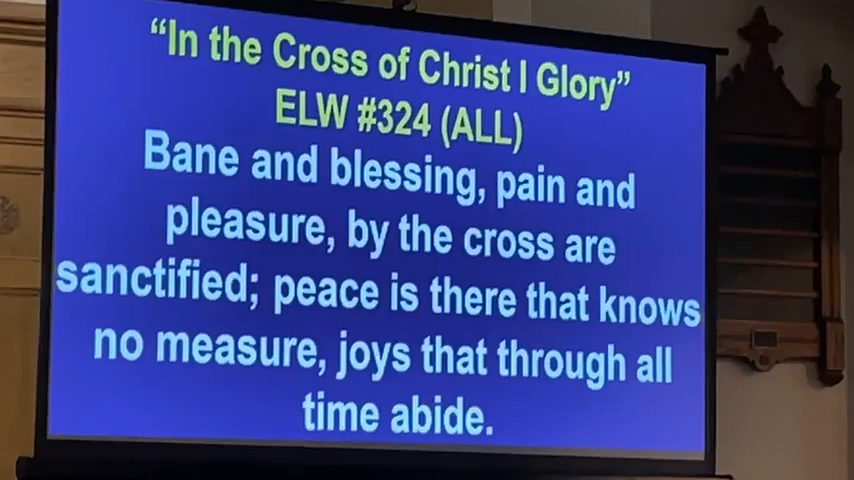 “In the Cross of Christ I Glory”
ELW #324 (ALL)
Bane and blessing, pain and
pleasure, by the cross are
sanctified; peace is there that knows
no measure, joys that through all
time abide.